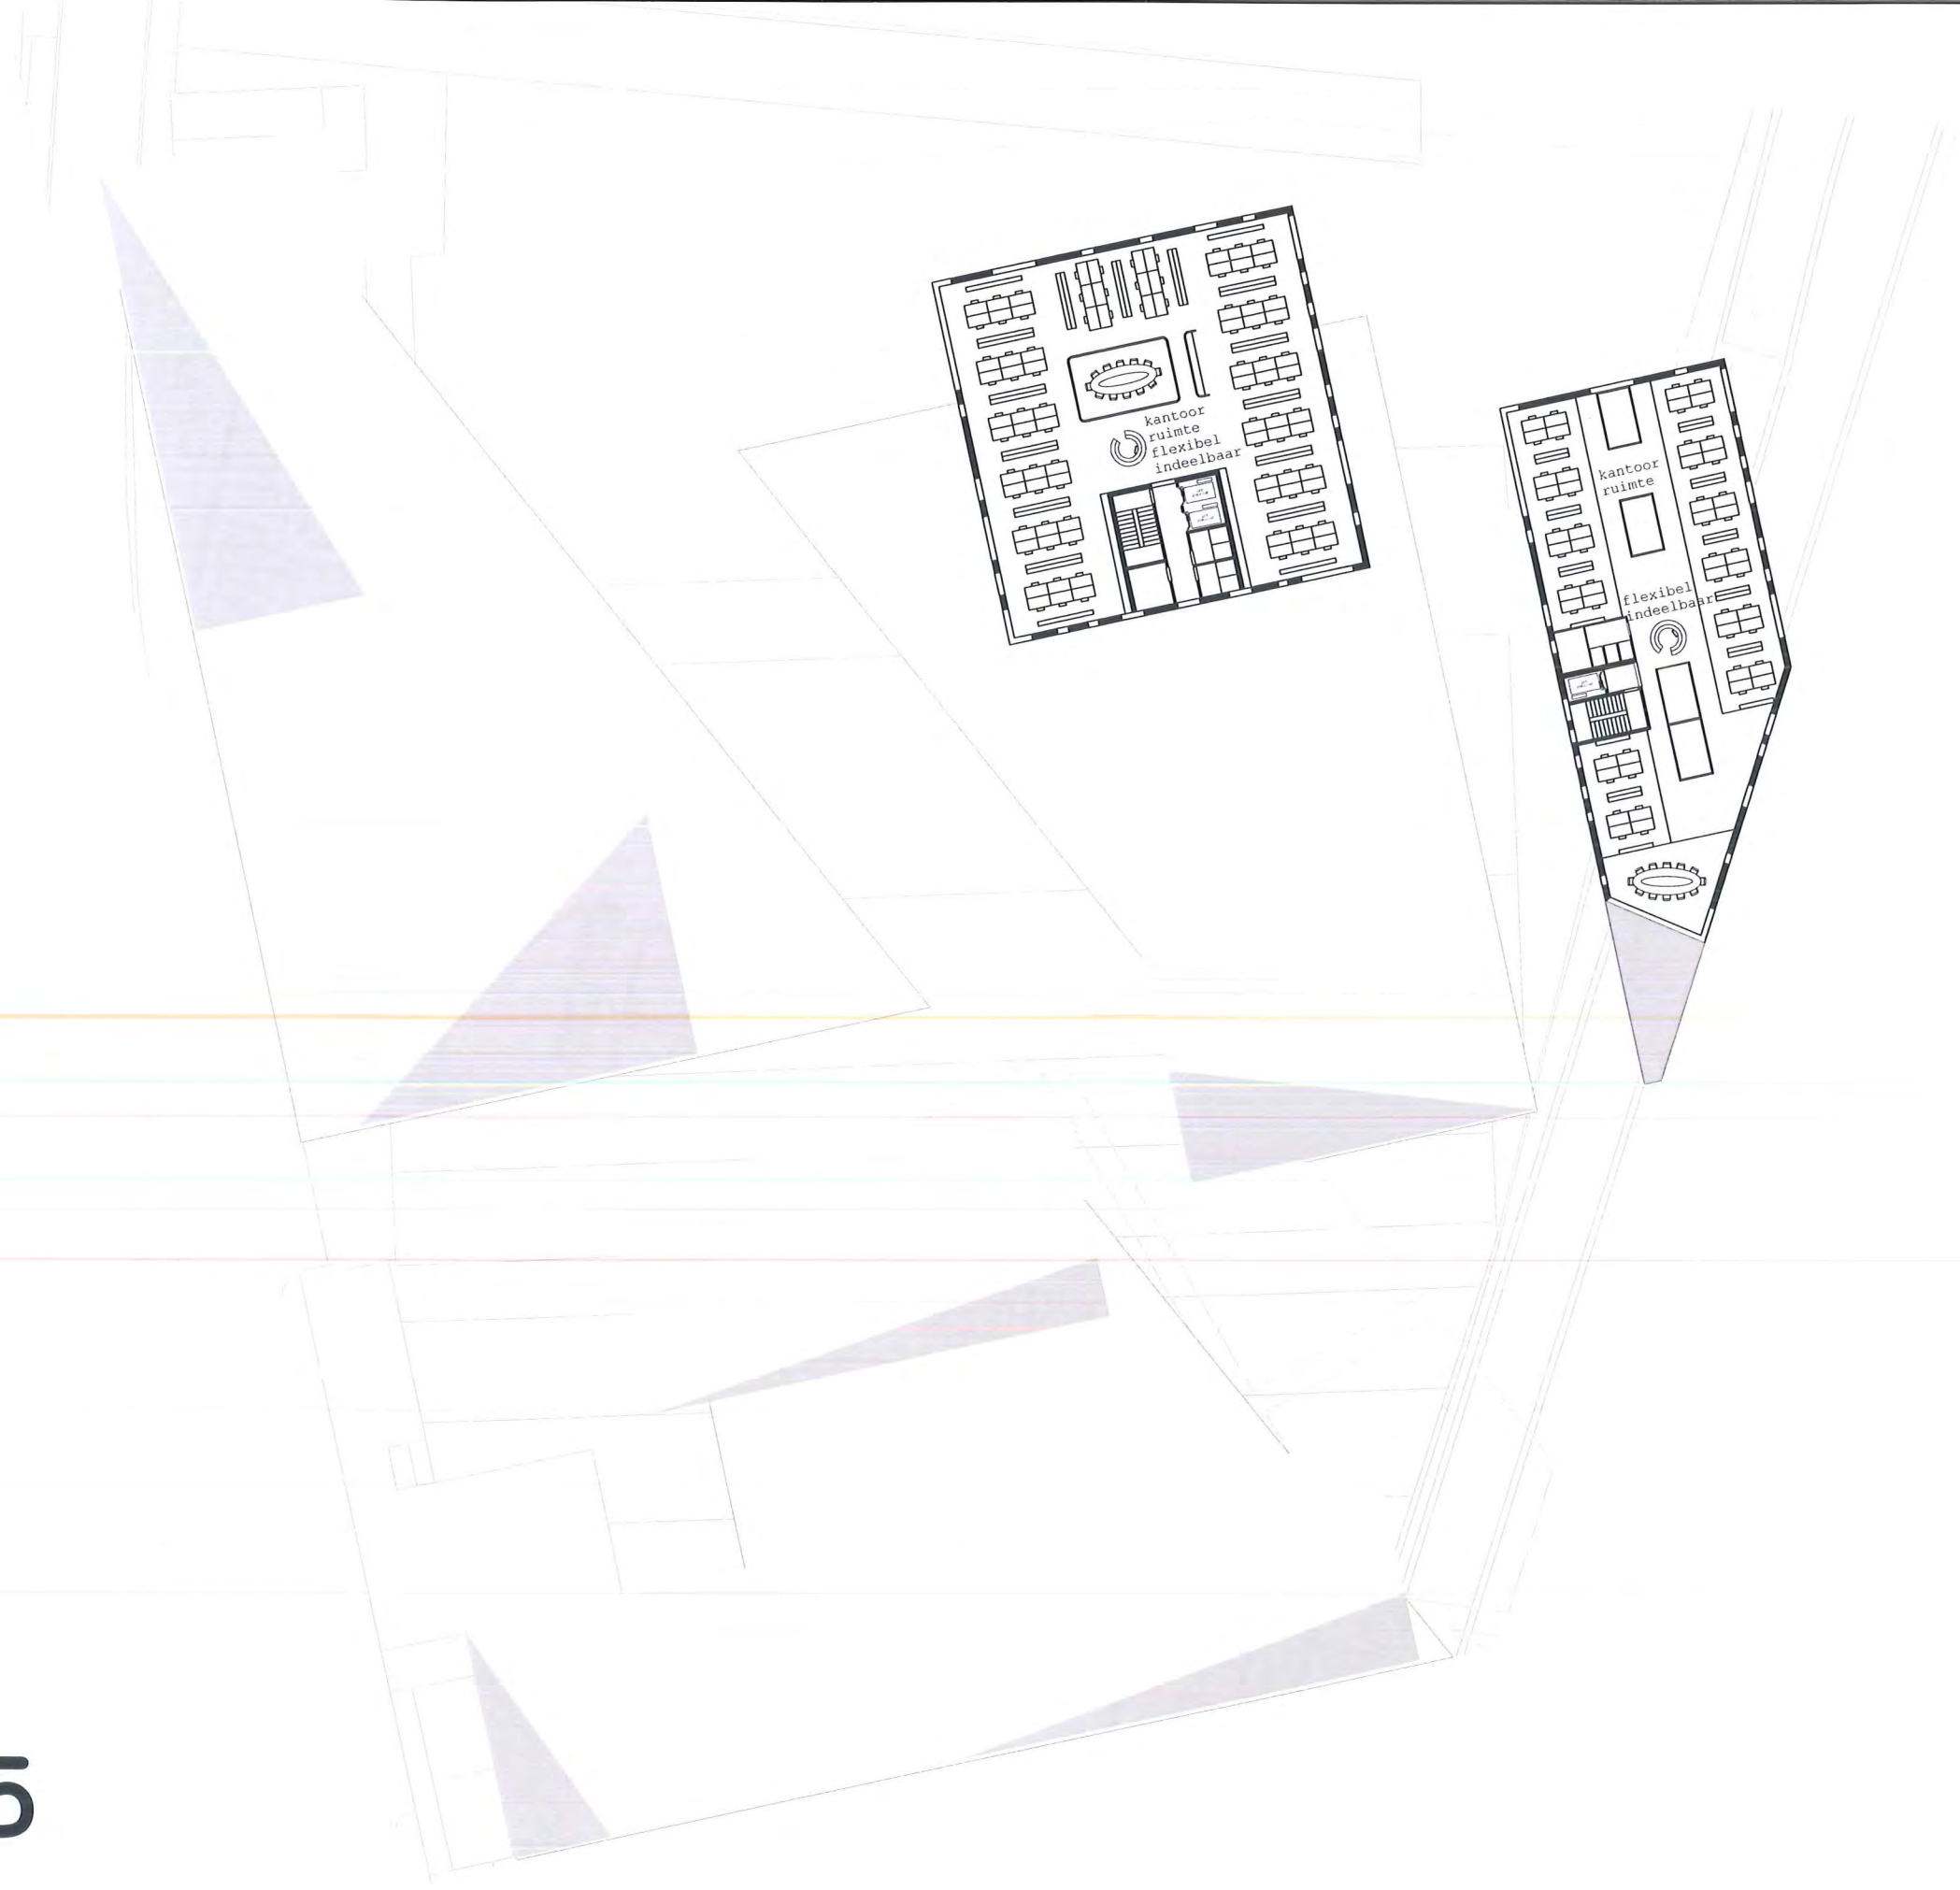 kantoor
ruimte
flexibel
indeelbaar
kantoor
ruimte
flexibel
indeelbaar
5